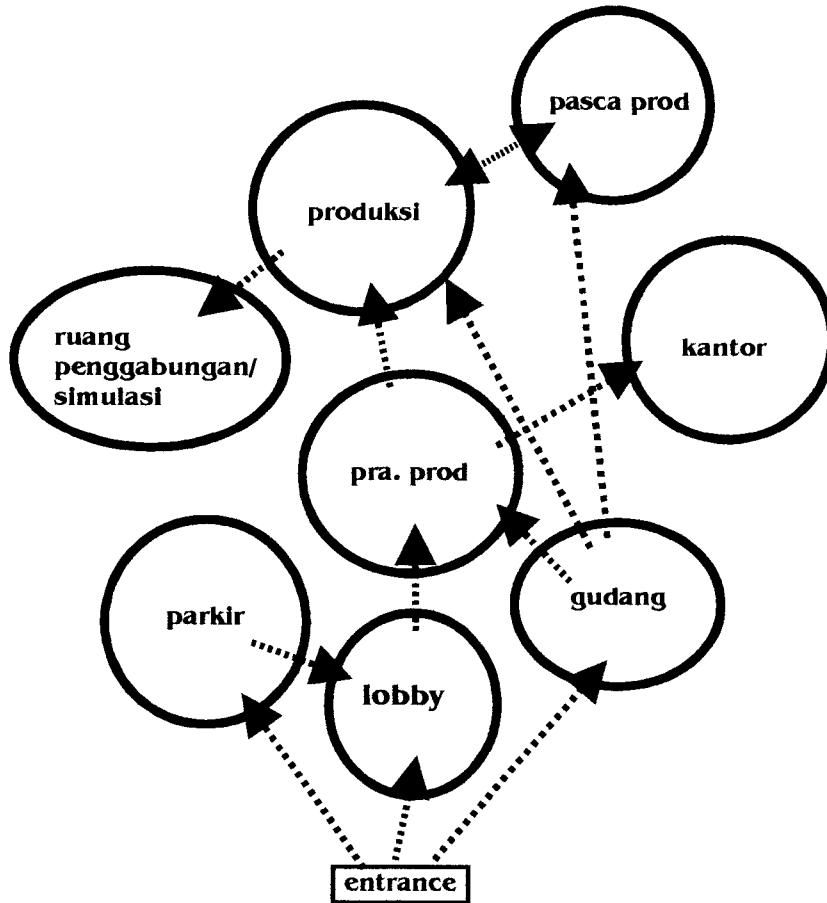 pasca prod
produksi
ruang
penggabungan/
simulasi
kantor
pra. prod
gudang
parkir
lobby
entrance